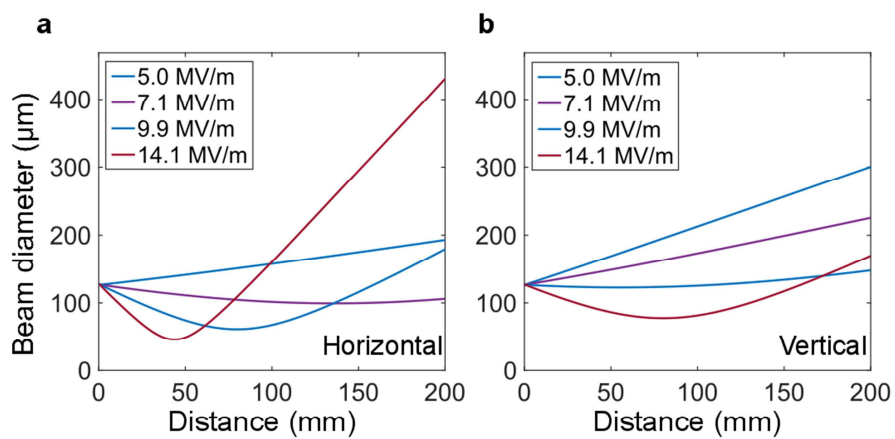 a
5.0 MV/m
7.1 MV/m
9.9 MV/m
14.1 MV/m
400
300
200
100
0
Beam diameter (μm)
Horizontal
0 50 100 150 200
Distance (mm)
b
5.0 MV/m
7.1 MV/m
9.9 MV/m
14.1 MV/m
400
300
200
100
0
Vertical
0 50 100 150 200
Distance (mm)